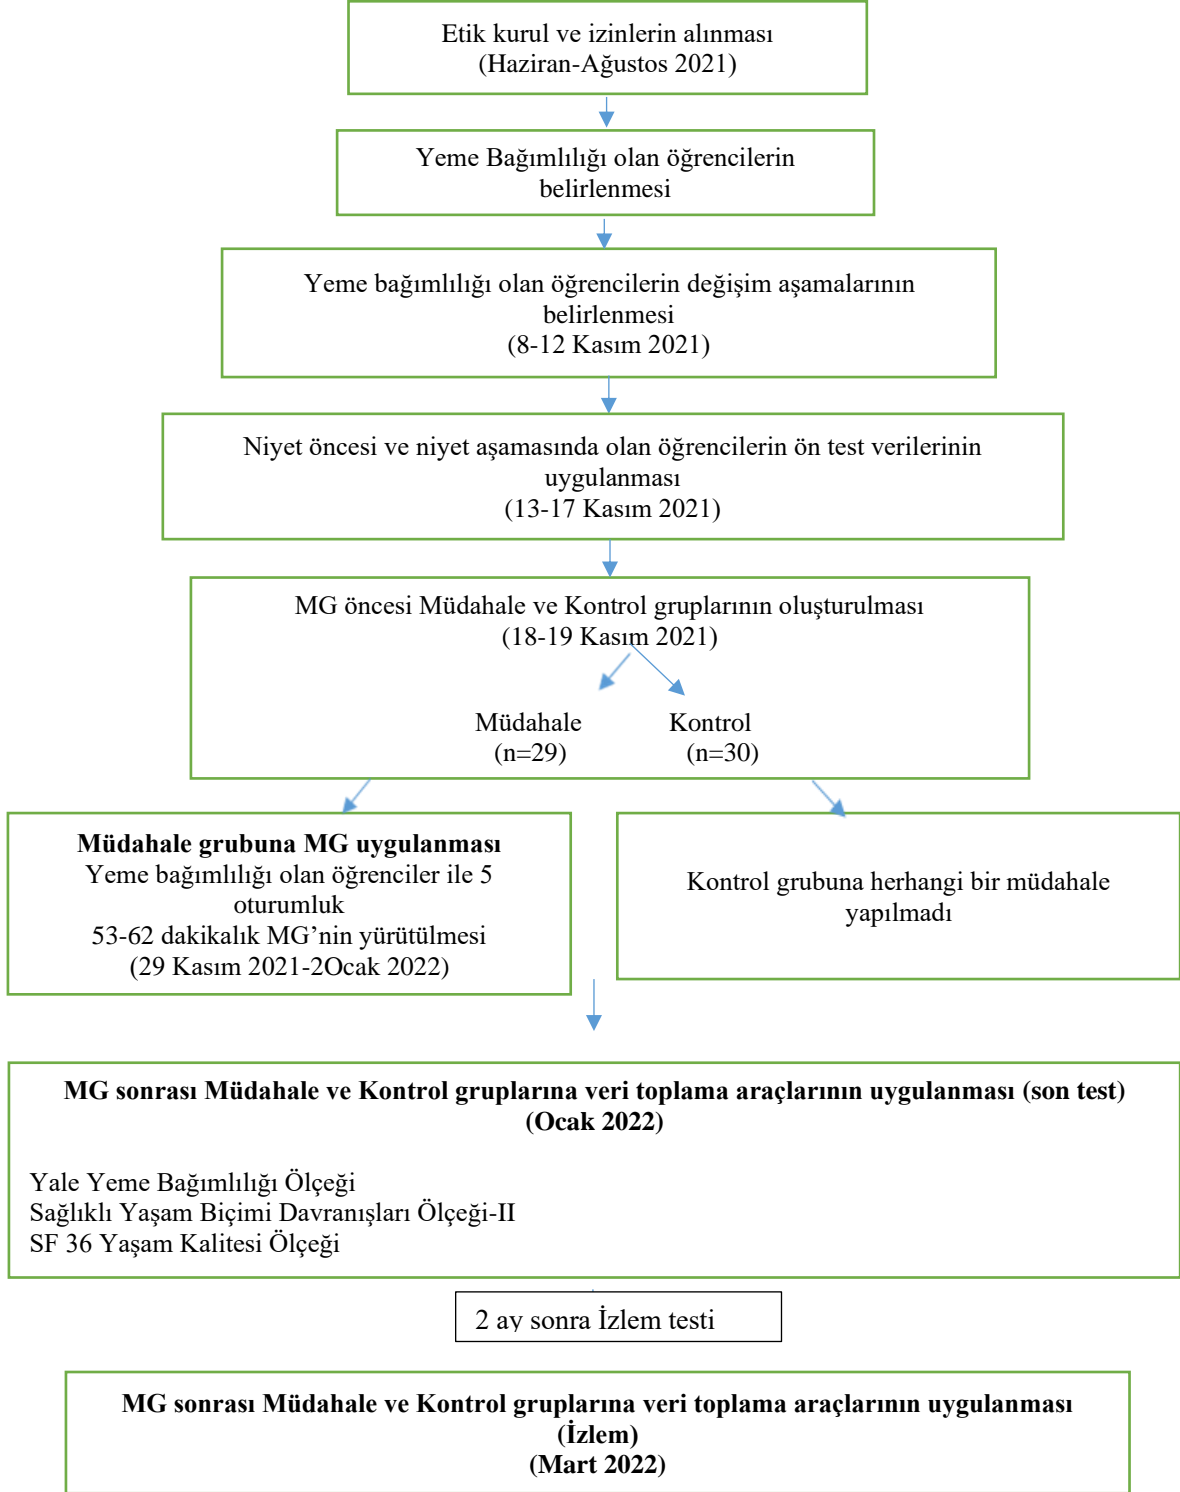 Etik kurul ve izinlerin alınması
(Haziran-Ağustos 2021)
Yeme Bağımlılığı olan öğrencilerin
belirlenmesi
Yeme bağımlılığı olan öğrencilerin değişim aşamalarının
belirlenmesi
(8-12 Kasım 2021)
Niyet öncesi ve niyet aşamasında olan öğrencilerin ön test verilerinin
uygulanması
(13-17 Kasım 2021)
MG öncesi Müdahale ve Kontrol gruplarının oluşturulması
(18-19 Kasım 2021)
Müdahale Kontrol
(n=29) (n=30)
Müdahale grubuna MG uygulanması
Yeme bağımlılığı olan öğrenciler ile 5
oturumluk
53-62 dakikalık MG’nin yürütülmesi
(29 Kasım 2021-2Ocak 2022)
Kontrol grubuna herhangi bir müdahale
yapılmadı
MG sonrası Müdahale ve Kontrol gruplarına veri toplama araçlarının uygulanması (son test)
(Ocak 2022)
Yale Yeme Bağımlılığı Ölçeği
Sağlıklı Yaşam Biçimi Davranışları Ölçeği-II
SF 36 Yaşam Kalitesi Ölçeği
2 ay sonra İzlem testi
MG sonrası Müdahale ve Kontrol gruplarına veri toplama araçlarının uygulanması
(İzlem)
(Mart 2022)